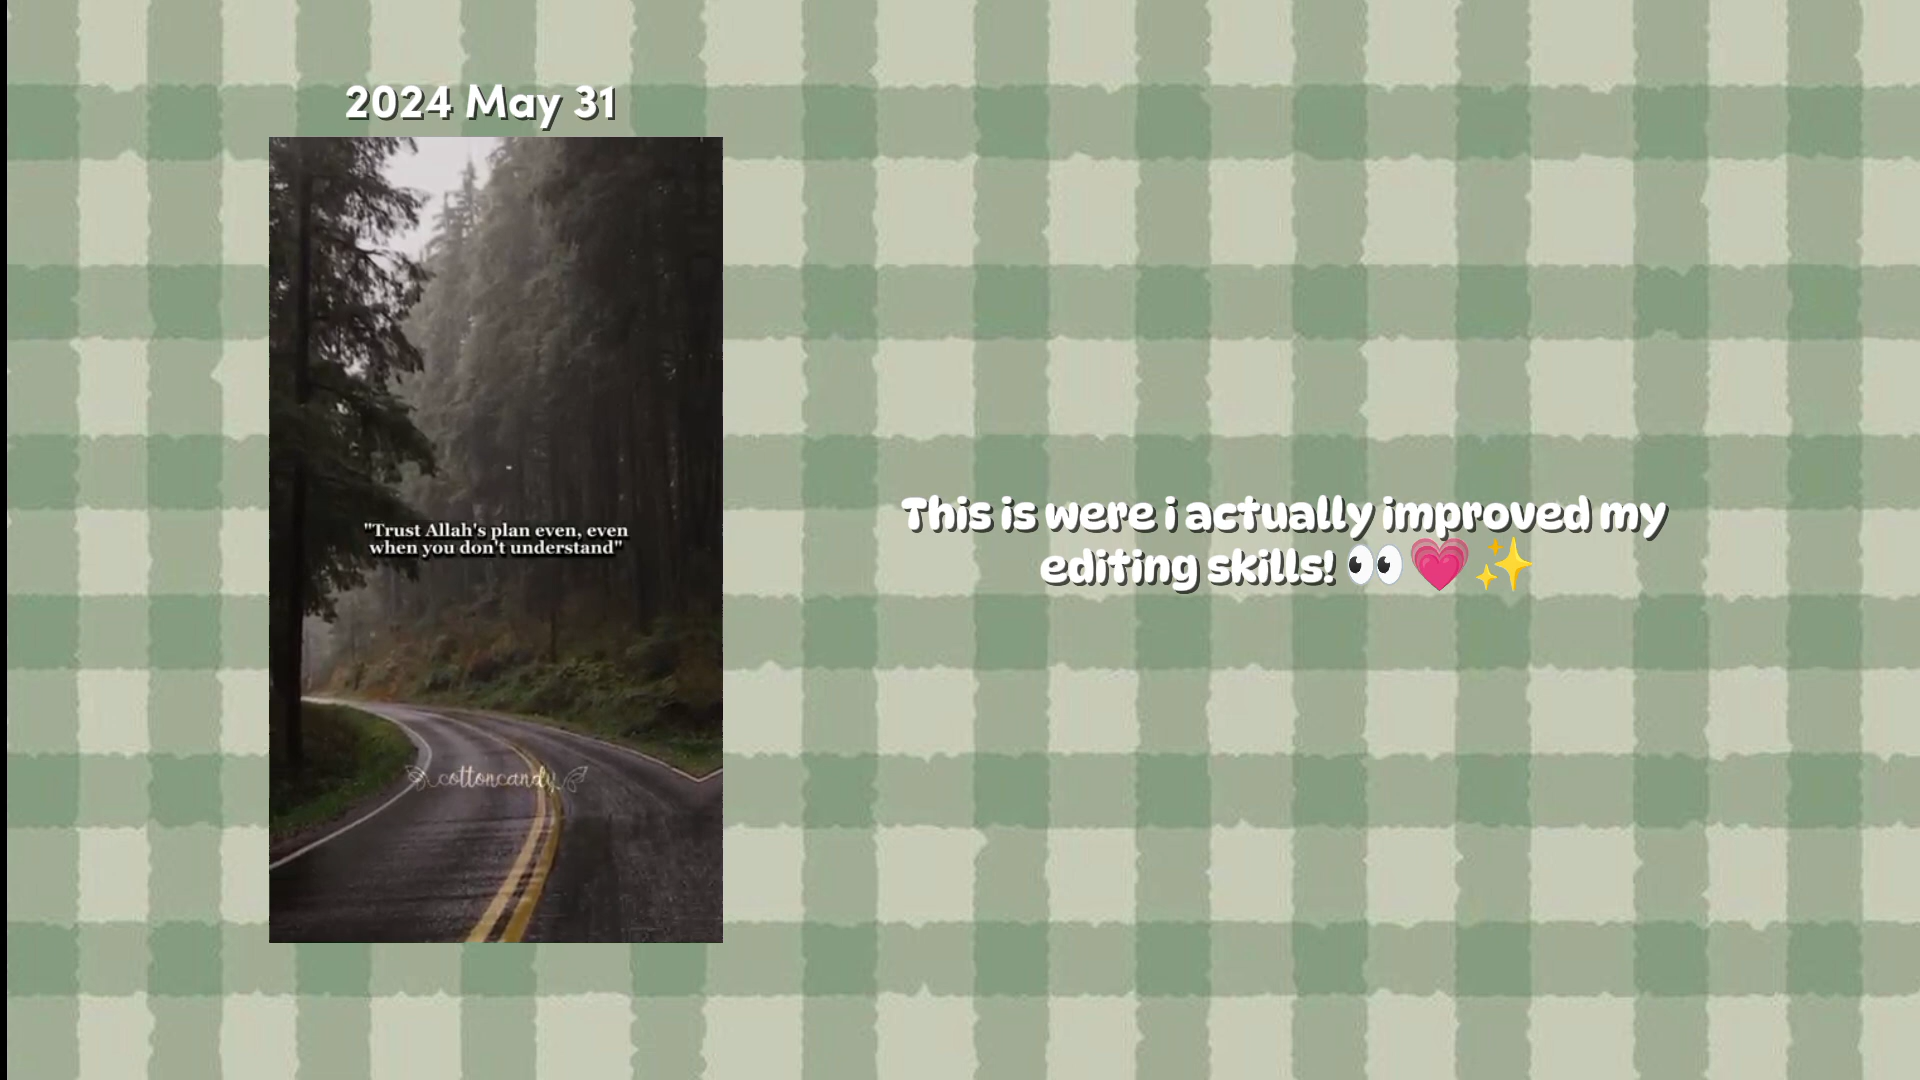 2024 May 31
"Trust Allah's plan even, even
when you don't understand"
cottoncandy
This is were i actually improved my
editing skills! 👀💗✨